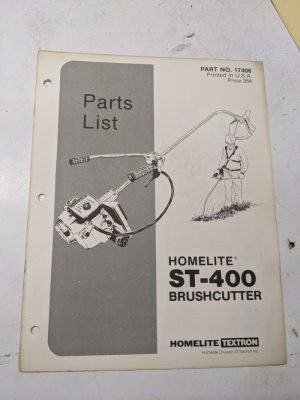 PART NO. 17406
Printed in U.S.A.
Price 35¢
Parts
List
HOMELITE®
ST-400
BRUSHCUTTER
HOMELITE TEXTRON
Homelite Division of Textron Inc.